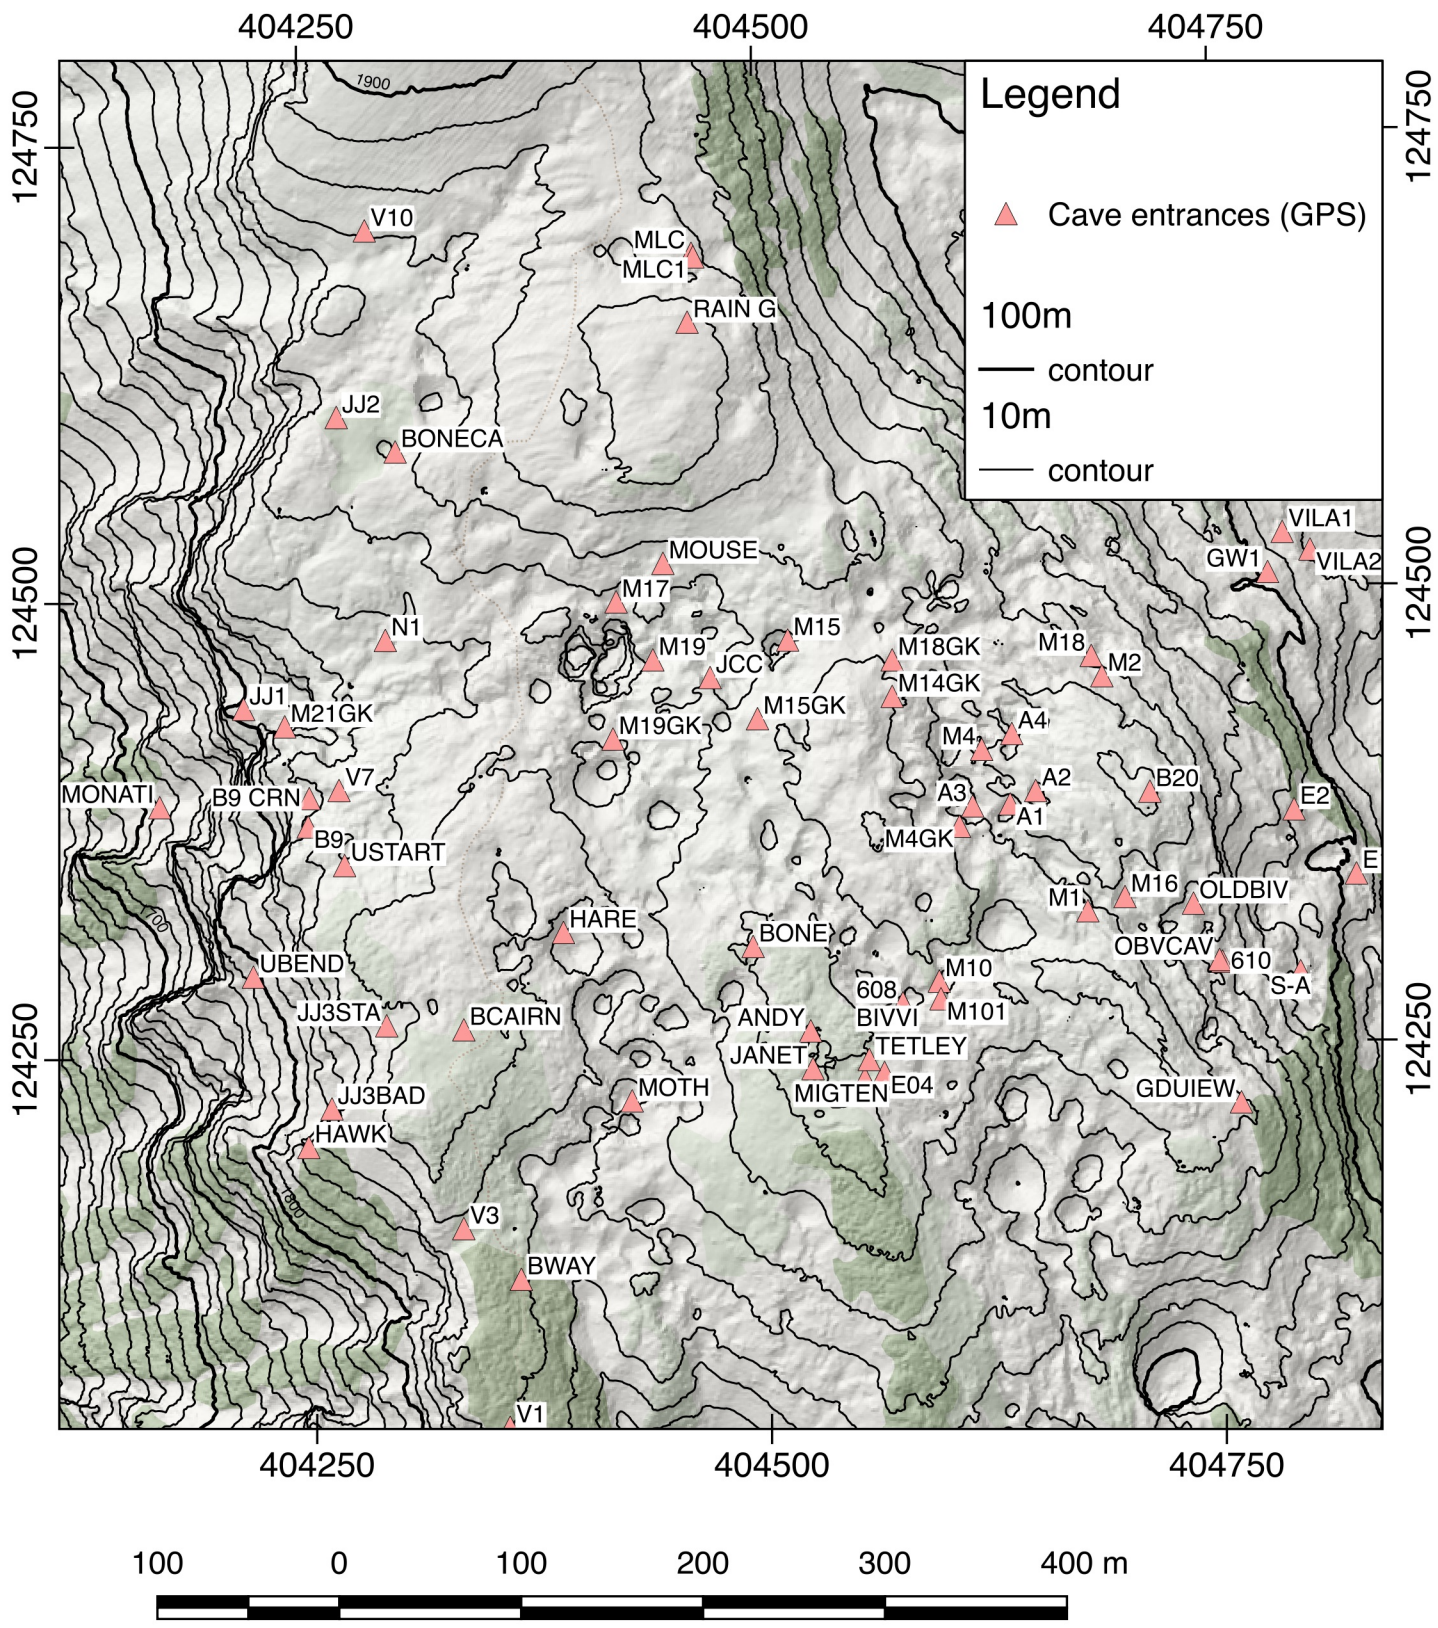 404250
404500
404750
124750
124750
1900
Legend
Cave entrances (GPS)
100m
contour
10m
contour
V10
MLC
MLC1
RAIN G
JJ2
BONECA
VILA1
GW1
VILA2
MOUSE
124500
124500
M17
N1
M15
M19
M18GK
M18
JCC
M2
M14GK
JJ1
M21GK
M15GK
M19GK
A4
M4
V7
A2
B20
MONATI
B9 CRN
A3
E2
A1
B9
M4GK
USTART
E
M16
OLDBIV
M1
HARE
BONE
OBVCAV
610
UBEND
M10
S-A
608
JJ3STA
BCAIRN
ANDY
BIVVI
M101
TETLEY
JANET
124250
124250
MOTH
MIGTEN
E04
GDUIEW
JJ3BAD
HAWK
700
1800
V3
BWAY
V1
404250
404500
404750
100
0
100
200
300
400 m